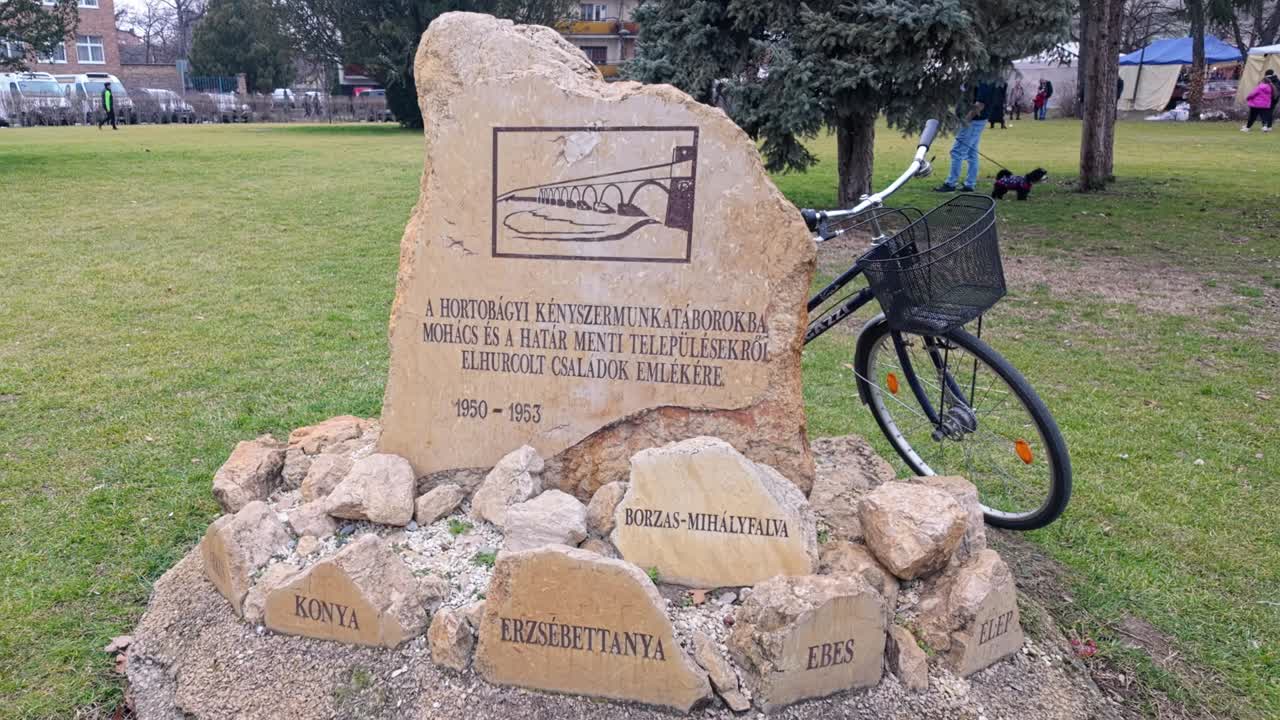 A HORTOBÁGYI KÉNYSZERMUNKATÁBOROKBA
MOHÁCS ÉS A HATÁR MENTI TELEPÜLÉSEKRŐL
ELHURCOLT CSALÁDOK EMLÉKÉRE
1950 - 1953
BORZAS-MIHÁLYFALVA
KONYA
ERZSÉBETTANYA
EBES
ELEP